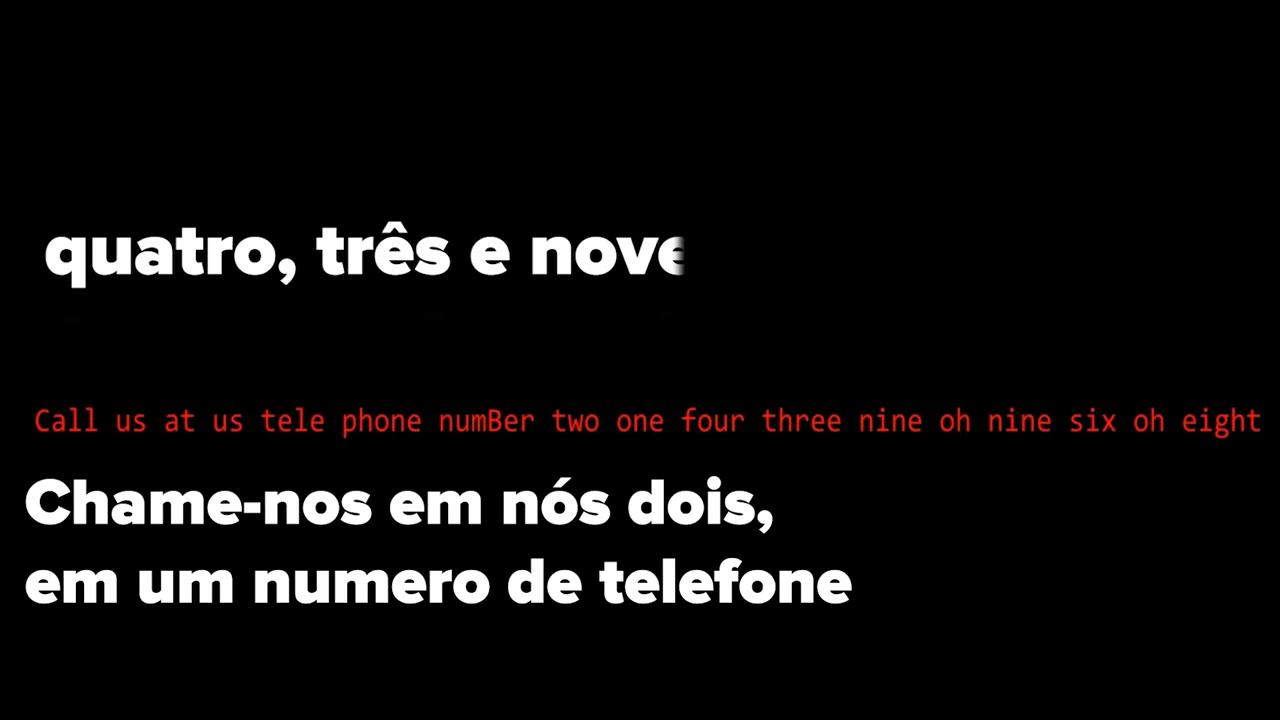 quatro, três e nove
Call us at us tele phone numBer two one four three nine oh nine six oh eight
Chame-nos em nós dois,
em um numero de telefone